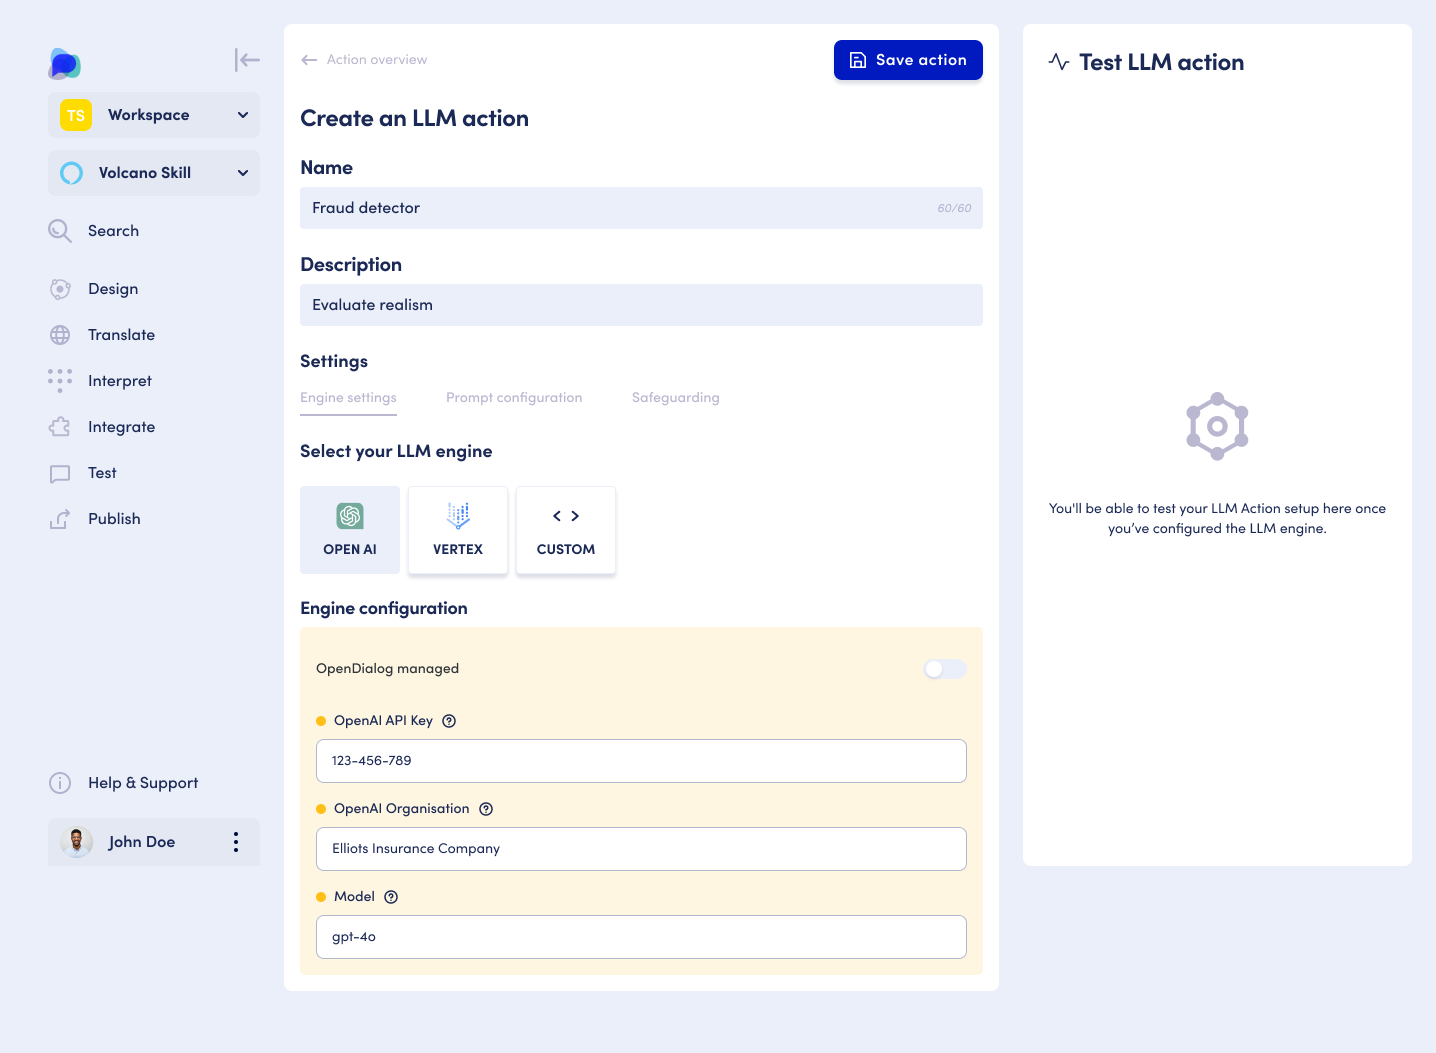 TS Workspace
Volcano Skill
Search
Design
Translate
Interpret
Integrate
Test
Publish
Help & Support
John Doe
Action overview
Save action
Create an LLM action
Name
Fraud detector 60/60
Description
Evaluate realism
Settings
Engine settings Prompt configuration Safeguarding
Select your LLM engine
OPEN AI VERTEX CUSTOM
Engine configuration
OpenDialog managed
OpenAI API Key
123-456-789
OpenAI Organisation
Elliots Insurance Company
Model
gpt-4o
Test LLM action
You'll be able to test your LLM Action setup here once
you’ve configured the LLM engine.